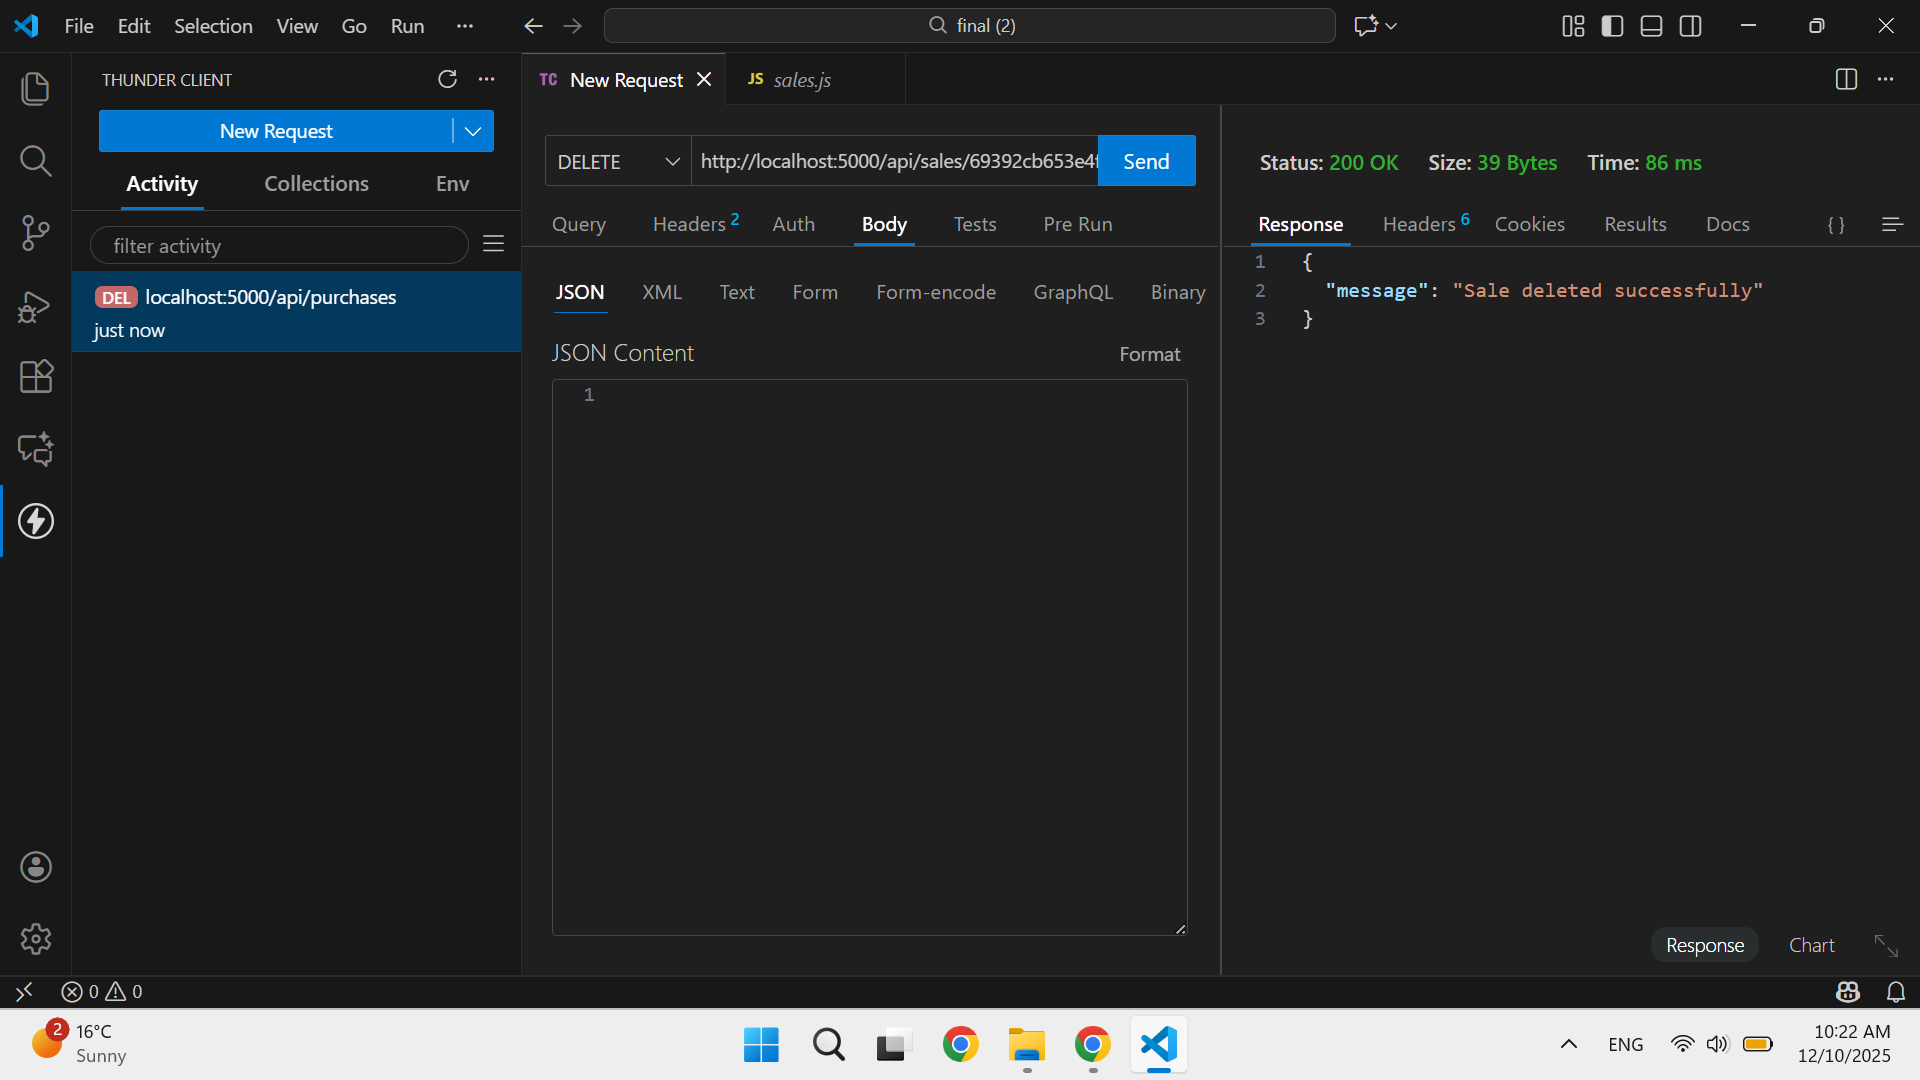 File Edit Selection View Go Run ...
final (2)
THUNDER CLIENT
New Request
Activity Collections Env
filter activity
DEL localhost:5000/api/purchases
just now
TC New Request
JS sales.js
DELETE
http://localhost:5000/api/sales/69392cb653e4
Send
Query Headers 2 Auth Body Tests Pre Run
JSON XML Text Form Form-encode GraphQL Binary
JSON Content
Format
1
Status: 200 OK Size: 39 Bytes Time: 86 ms
Response Headers 6 Cookies Results Docs { }
1 {
2 "message": "Sale deleted successfully"
3 }
Response Chart
0 0
2
16°C
Sunny
ENG
10:22 AM
12/10/2025